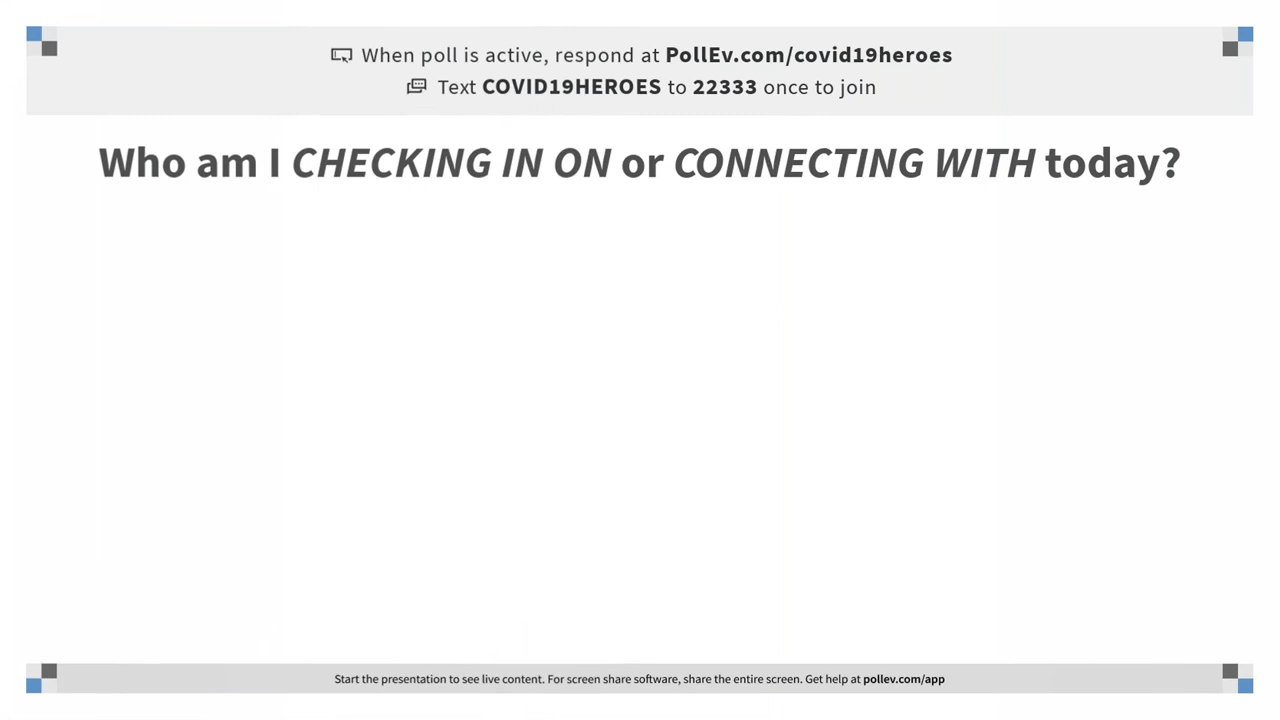 When poll is active, respond at PollEv.com/covid19heroes
Text COVID19HEROES to 22333 once to join
Who am I CHECKING IN ON or CONNECTING WITH today?
Start the presentation to see live content. For screen share software, share the entire screen. Get help at pollev.com/app